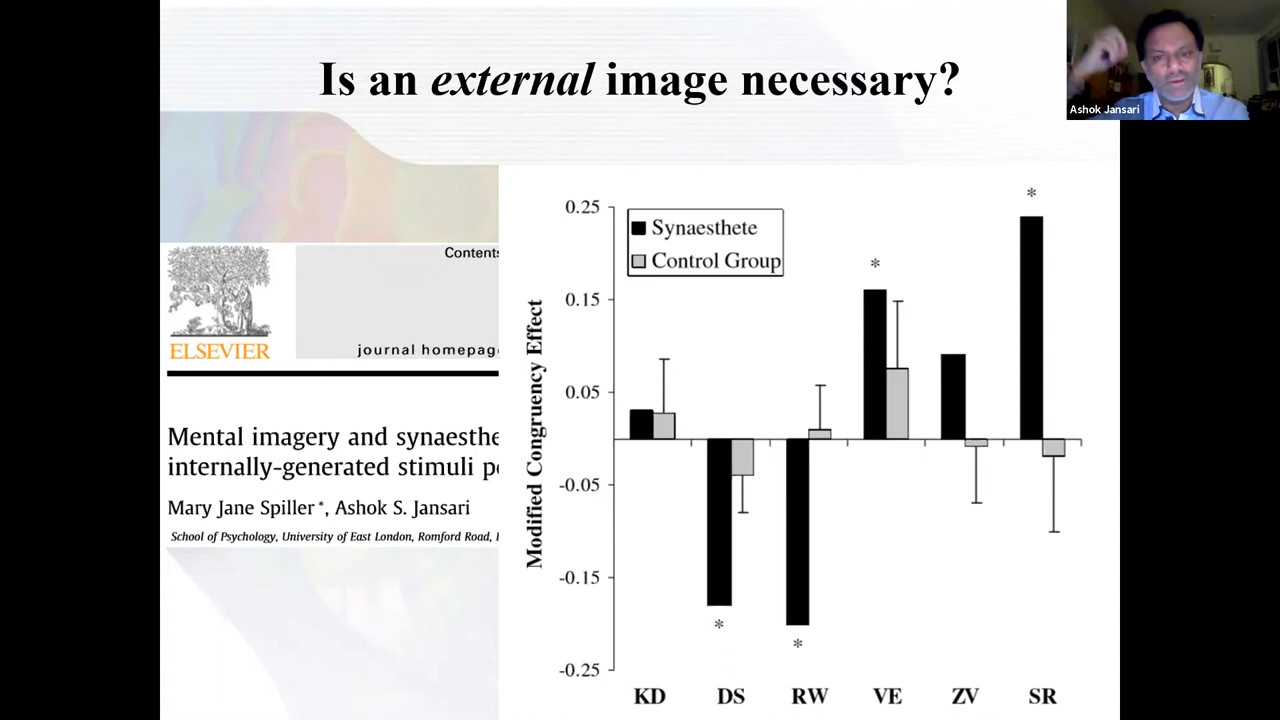 Is an external image necessary?
Ashok Jansari
Contents
ELSEVIER
journal homepag
Mental imagery and synaesthe
internally-generated stimuli p
Mary Jane Spiller *, Ashok S. Jansari
School of Psychology, University of East London, Romford Road,
Modified Congruency Effect
0.25
0.15
0.05
-0.05
-0.15
-0.25
Synaesthete
Control Group
*
*
*
*
KD DS RW VE ZV SR